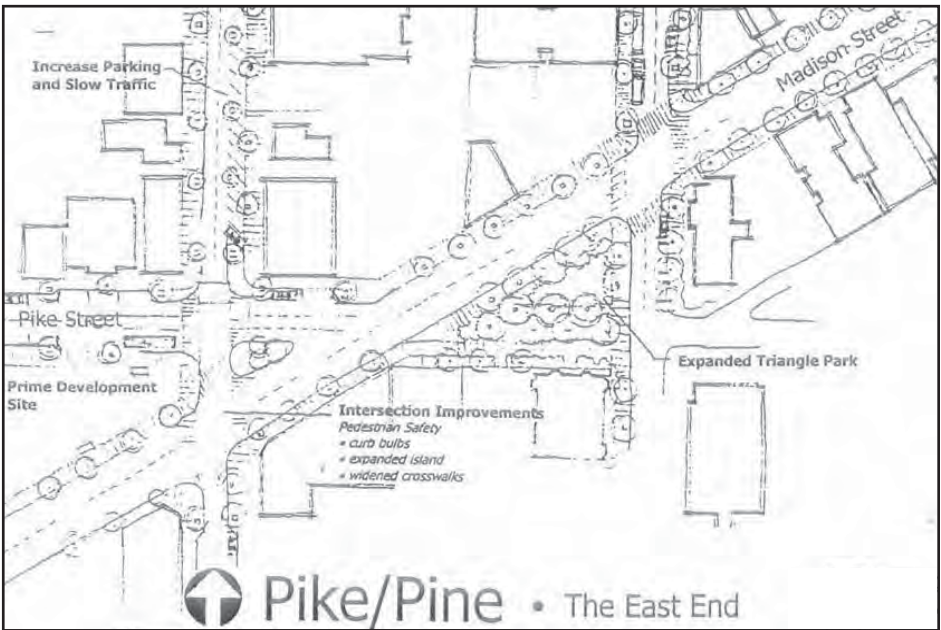 Increase Parking
and Slow Traffic
Madison Street
Pike Street
Prime Development
Site
Expanded Triangle Park
Intersection Improvements
Pedestrian Safety
• curb bulbs
• expanded island
• widened crosswalks
Pike/Pine • The East End